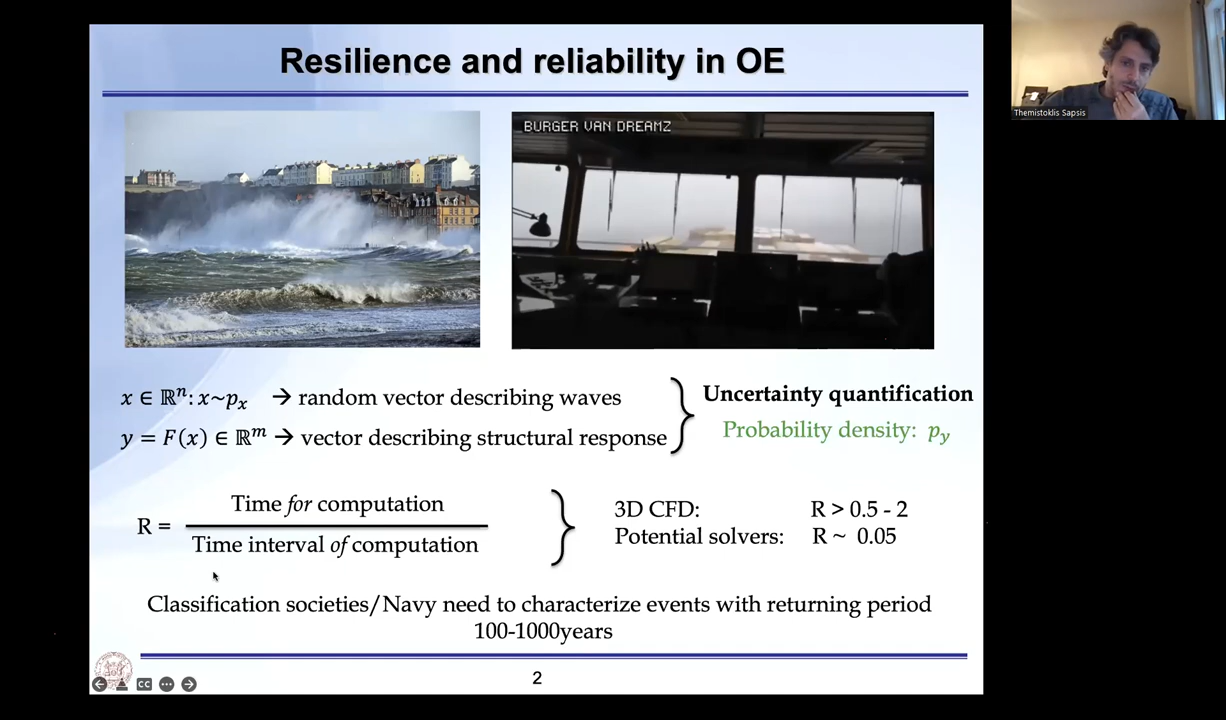 Resilience and reliability in OE
BURGER VAN DREAMZ
Themistoklis Sapsis
x ∈ ℝⁿ: x~pₓ → random vector describing waves
y = F(x) ∈ ℝᵐ → vector describing structural response
Uncertainty quantification
Probability density: p_y
R =
Time for computation
Time interval of computation
3D CFD: R > 0.5 - 2
Potential solvers: R ~ 0.05
Classification societies/Navy need to characterize events with returning period
100-1000years
CC
2